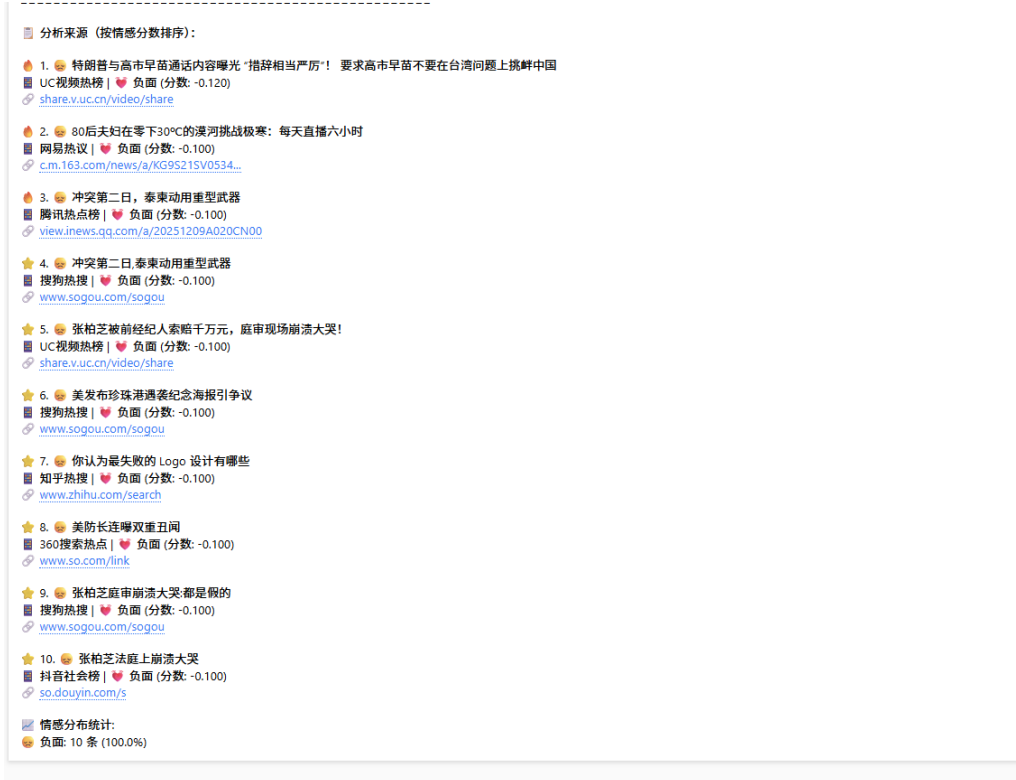 分析来源（按情感分数排序）：
1. 特朗普与高市早苗通话内容曝光 “措辞相当严厉”！ 要求高市早苗不要在台湾问题上挑衅中国
UC视频热榜 | 负面 (分数: -0.120)
share.v.uc.cn/video/share
2. 80后夫妇在零下30℃的漠河挑战极寒：每天直播六小时
网易热议 | 负面 (分数: -0.100)
c.m.163.com/news/a/KG9S21SV0534...
3. 冲突第二日，泰柬动用重型武器
腾讯热点榜 | 负面 (分数: -0.100)
view.inews.qq.com/a/20251209A020CN00
4. 冲突第二日,泰柬动用重型武器
搜狗热搜 | 负面 (分数: -0.100)
www.sogou.com/sogou
5. 张柏芝被前经纪人索赔千万元，庭审现场崩溃大哭！
UC视频热榜 | 负面 (分数: -0.100)
share.v.uc.cn/video/share
6. 美发布珍珠港遇袭纪念海报引争议
搜狗热搜 | 负面 (分数: -0.100)
www.sogou.com/sogou
7. 你认为最失败的 Logo 设计有哪些
知乎热搜 | 负面 (分数: -0.100)
www.zhihu.com/search
8. 美防长连曝双重丑闻
360搜索热点 | 负面 (分数: -0.100)
www.so.com/link
9. 张柏芝庭审崩溃大哭:都是假的
搜狗热搜 | 负面 (分数: -0.100)
www.sogou.com/sogou
10. 张柏芝法庭上崩溃大哭
抖音社会榜 | 负面 (分数: -0.100)
so.douyin.com/s
情感分布统计:
负面: 10 条 (100.0%)